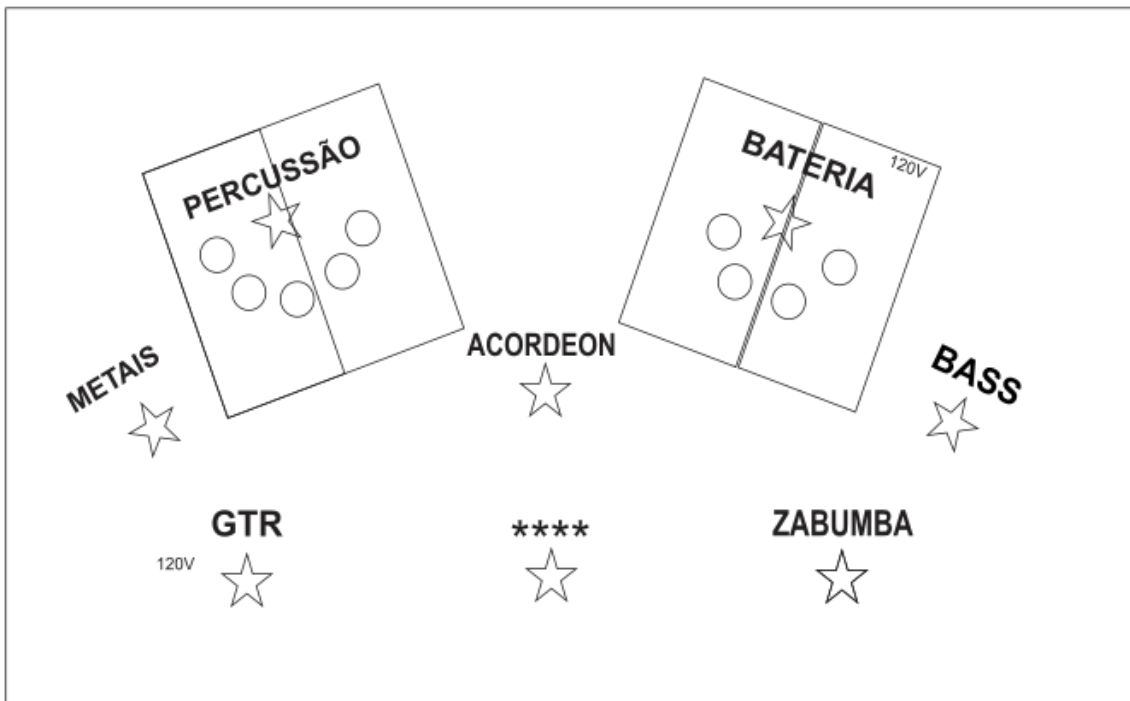 PERCUSSÃO
BATERIA
120V
ACORDEON
METAIS
BASS
GTR
****
ZABUMBA
120V